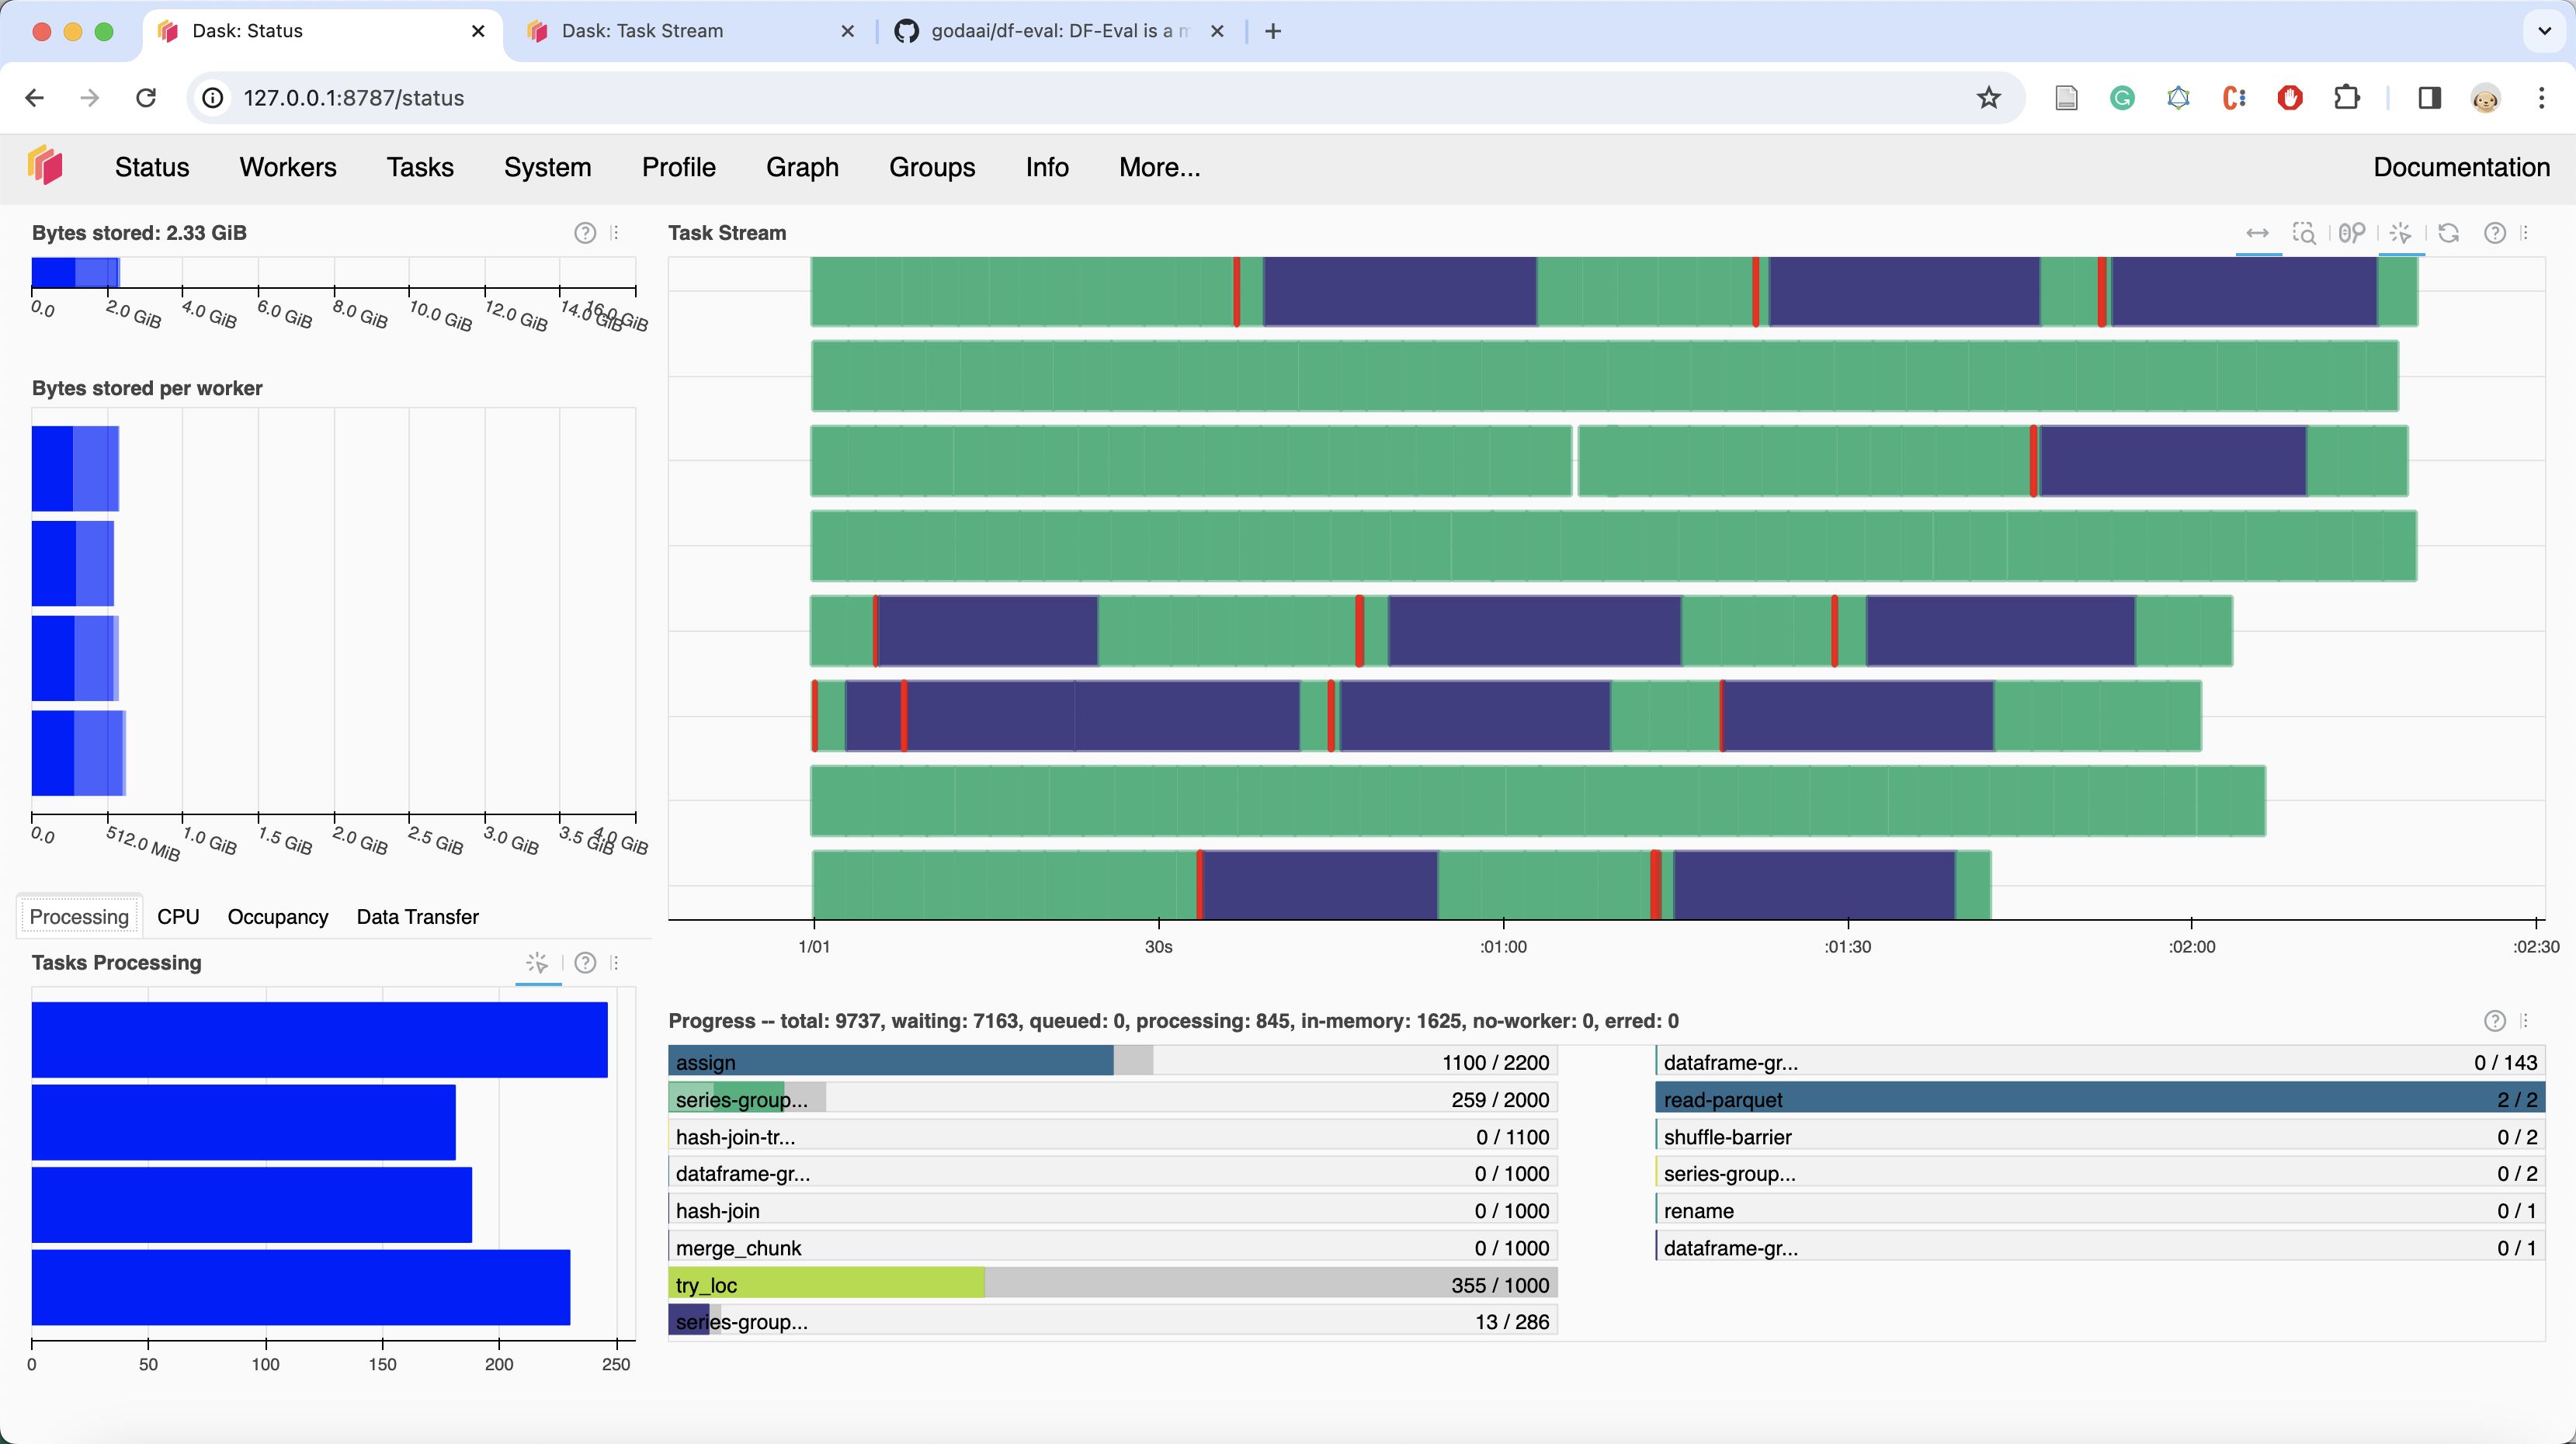 Dask: Status
Dask: Task Stream
godaai/df-eval: DF-Eval is a m
127.0.0.1:8787/status
Status Workers Tasks System Profile Graph Groups Info More... Documentation
Bytes stored: 2.33 GiB
0.0 2.0 GiB 4.0 GiB 6.0 GiB 8.0 GiB 10.0 GiB 12.0 GiB 14.0 GiB 16.0 GiB
Bytes stored per worker
0.0 512.0 MiB 1.0 GiB 1.5 GiB 2.0 GiB 2.5 GiB 3.0 GiB 3.5 GiB 4.0 GiB
Processing CPU Occupancy Data Transfer
Tasks Processing
0 50 100 150 200 250
Task Stream
1/01 30s :01:00 :01:30 :02:00 :02:30
Progress -- total: 9737, waiting: 7163, queued: 0, processing: 845, in-memory: 1625, no-worker: 0, erred: 0
assign 1100 / 2200
series-group... 259 / 2000
hash-join-tr... 0 / 1100
dataframe-gr... 0 / 1000
hash-join 0 / 1000
merge_chunk 0 / 1000
try_loc 355 / 1000
series-group... 13 / 286
dataframe-gr... 0 / 143
read-parquet 2 / 2
shuffle-barrier 0 / 2
series-group... 0 / 2
rename 0 / 1
dataframe-gr... 0 / 1